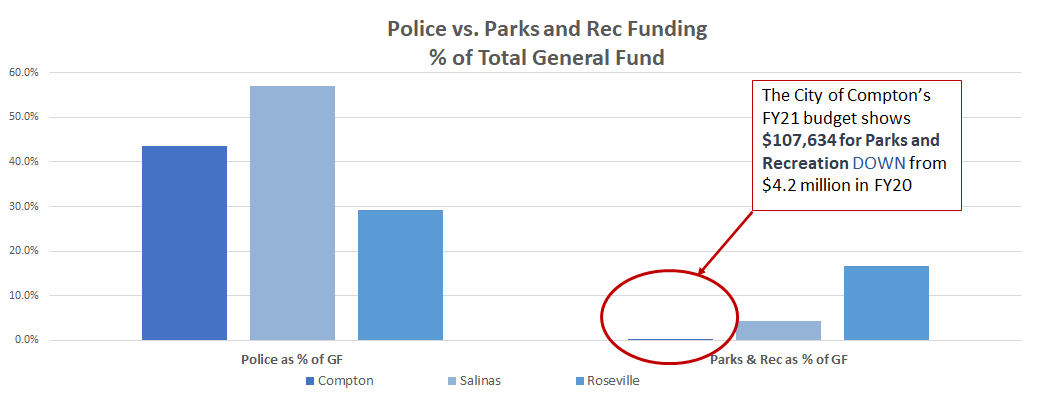 Police vs. Parks and Rec Funding
% of Total General Fund
60.0%
50.0%
40.0%
30.0%
20.0%
10.0%
0.0%
The City of Compton's
FY21 budget shows
$107,634 for Parks and
Recreation DOWN from
$4.2 million in FY20
Police as % of GF
Parks & Rec as % of GF
Compton
Salinas
Roseville